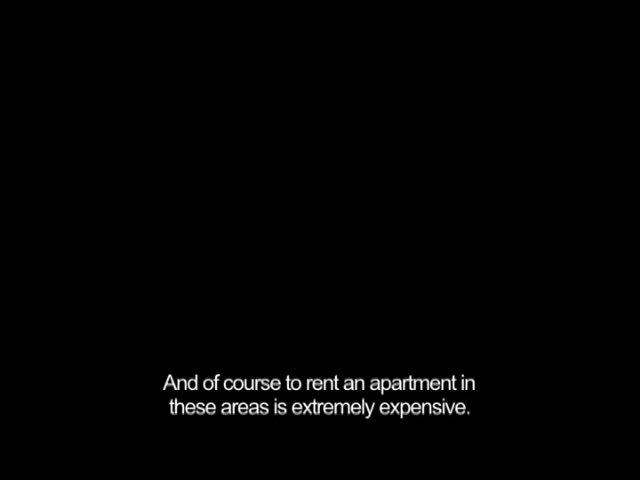 And of course to rent an apartment in
these areas is extremely expensive.